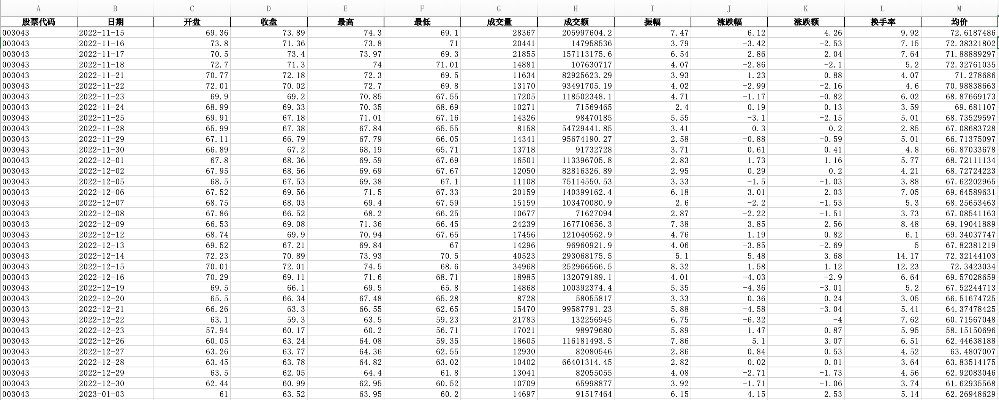 A B C D E F G H I J K L M
股票代码 日期 开盘 收盘 最高 最低 成交量 成交额 振幅 涨跌幅 涨跌额 换手率 均价
003043 2022-11-15 69.36 73.89 74.3 69.1 28367 205997604.2 7.47 6.12 4.26 9.92 72.6187486
003043 2022-11-16 73.8 71.36 73.8 71 20441 147958536 3.79 -3.42 -2.53 7.15 72.38321802
003043 2022-11-17 70.5 73.4 73.97 69.3 21855 157113175.6 6.54 2.86 2.04 7.64 71.88889297
003043 2022-11-18 72.7 71.3 74 71.01 14881 107630717 4.07 -2.86 -2.1 5.2 72.32761035
003043 2022-11-21 70.77 72.18 72.3 69.5 11634 82925623.29 3.93 1.23 0.88 4.07 71.278686
003043 2022-11-22 72.01 70.02 72.7 69.8 13170 93491705.19 4.02 -2.99 -2.16 4.6 70.98838663
003043 2022-11-23 69.9 69.2 70.85 67.55 17205 118502348.1 4.71 -1.17 -0.82 6.02 68.87669173
003043 2022-11-24 68.99 69.33 70.35 68.69 10271 71569465 2.4 0.19 0.13 3.59 69.681107
003043 2022-11-25 69.91 67.18 71.01 67.16 14326 98470185 5.55 -3.1 -2.15 5.01 68.73529597
003043 2022-11-28 65.99 67.38 67.84 65.55 8158 54729441.85 3.41 0.3 0.2 2.85 67.08683728
003043 2022-11-29 67.11 66.79 67.79 66.05 14341 95674190.27 2.58 -0.88 -0.59 5.01 66.71375097
003043 2022-11-30 66.89 67.2 68.19 65.71 13718 91732728 3.71 0.61 0.41 4.8 66.87033678
003043 2022-12-01 67.8 68.36 69.59 67.69 16501 113396705.8 2.83 1.73 1.16 5.77 68.72111134
003043 2022-12-02 67.95 68.56 69.69 67.67 12050 82816326.89 2.95 0.29 0.2 4.21 68.72724223
003043 2022-12-05 68.5 67.53 69.38 67.1 11108 75114550.53 3.33 -1.5 -1.03 3.88 67.62202965
003043 2022-12-06 67.52 69.56 71.5 67.33 20159 140399162.4 6.18 3.01 2.03 7.05 69.64589631
003043 2022-12-07 68.75 68.03 69.4 67.59 15159 103470080.9 2.6 -2.2 -1.53 5.3 68.25653463
003043 2022-12-08 67.86 66.52 68.2 66.25 10677 71627094 2.87 -2.22 -1.51 3.73 67.08541163
003043 2022-12-09 66.53 69.08 71.36 66.45 24239 167710656.3 7.38 3.85 2.56 8.48 69.19041889
003043 2022-12-12 68.74 69.9 70.94 67.65 17456 121040562.9 4.76 1.19 0.82 6.1 69.34037747
003043 2022-12-13 69.52 67.21 69.84 67 14296 96960921.9 4.06 -3.85 -2.69 5 67.82381219
003043 2022-12-14 72.23 70.89 73.93 70.5 40523 293068175.5 5.1 5.48 3.68 14.17 72.32144103
003043 2022-12-15 70.01 72.01 74.5 68.6 34968 252966566.5 8.32 1.58 1.12 12.23 72.3423034
003043 2022-12-16 70.29 69.11 71.6 68.71 18985 132079189.1 4.01 -4.03 -2.9 6.64 69.57028659
003043 2022-12-19 69.5 66.1 69.5 65.8 14868 100392374.4 5.35 -4.36 -3.01 5.2 67.52244713
003043 2022-12-20 65.5 66.34 67.48 65.28 8728 58055817 3.33 0.36 0.24 3.05 66.51674725
003043 2022-12-21 66.26 63.3 66.55 62.65 15470 99587791.23 5.88 -4.58 -3.04 5.41 64.37478425
003043 2022-12-22 63.1 59.3 63.5 59.23 21783 132256945 6.75 -6.32 -4 7.62 60.71567048
003043 2022-12-23 57.94 60.17 60.2 56.71 17021 98979680 5.89 1.47 0.87 5.95 58.15150696
003043 2022-12-26 60.05 63.24 64.08 59.35 18605 116181493.5 7.86 5.1 3.07 6.51 62.44638188
003043 2022-12-27 63.26 63.77 64.36 62.55 12930 82080546 2.86 0.84 0.53 4.52 63.4807007
003043 2022-12-28 63.45 63.78 64.82 63.02 10402 66401314.45 2.82 0.02 0.01 3.64 63.83514175
003043 2022-12-29 63.5 62.05 64.4 61.8 13041 82055055 4.08 -2.71 -1.73 4.56 62.92083046
003043 2022-12-30 62.44 60.99 62.95 60.52 10709 65998877 3.92 -1.71 -1.06 3.74 61.62935568
003043 2023-01-03 61 63.52 63.95 60.2 14697 91517464 6.15 4.15 2.53 5.14 62.26948629